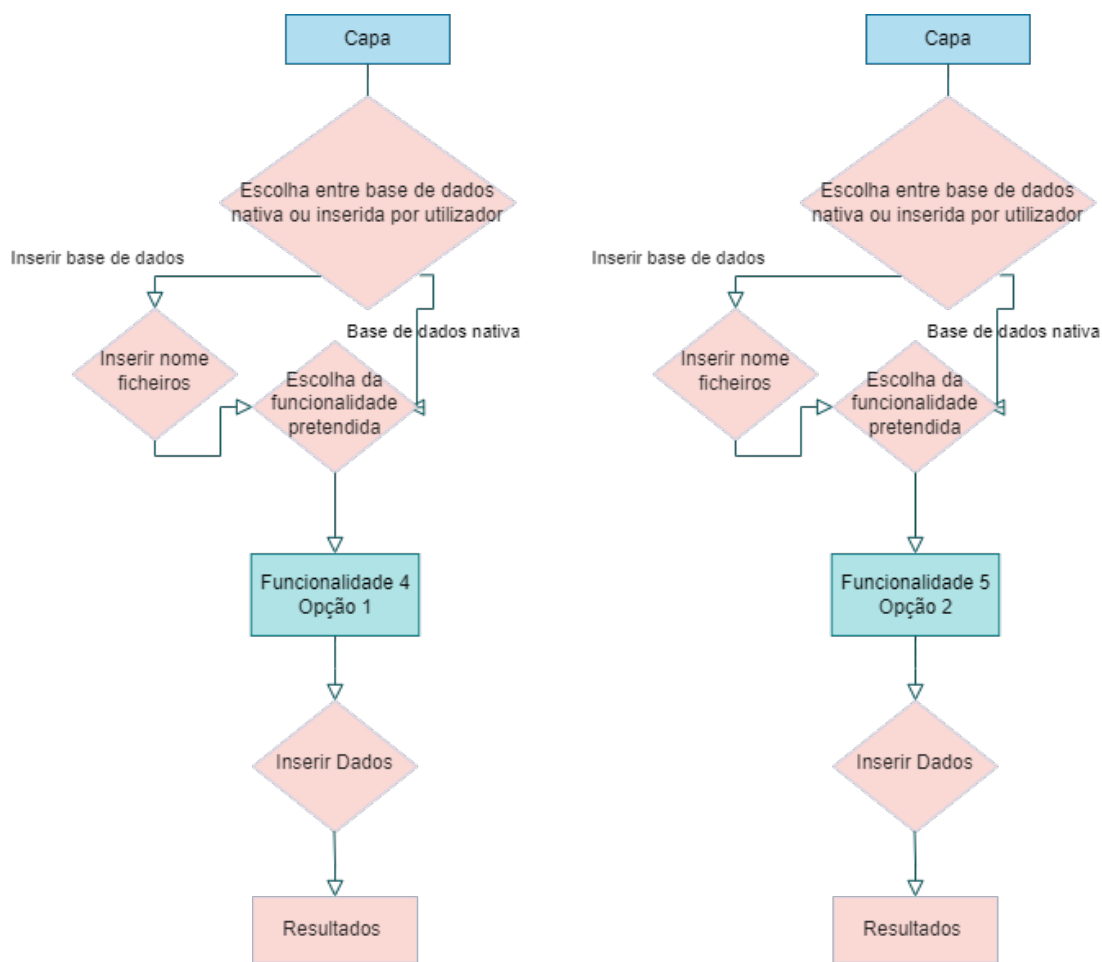 Capa
Escolha entre base de dados
nativa ou inserida por utilizador
Inserir base de dados
Base de dados nativa
Inserir nome
ficheiros
Escolha da
funcionalidade
pretendida
Funcionalidade 4
Opção 1
Inserir Dados
Resultados
Capa
Escolha entre base de dados
nativa ou inserida por utilizador
Inserir base de dados
Base de dados nativa
Inserir nome
ficheiros
Escolha da
funcionalidade
pretendida
Funcionalidade 5
Opção 2
Inserir Dados
Resultados